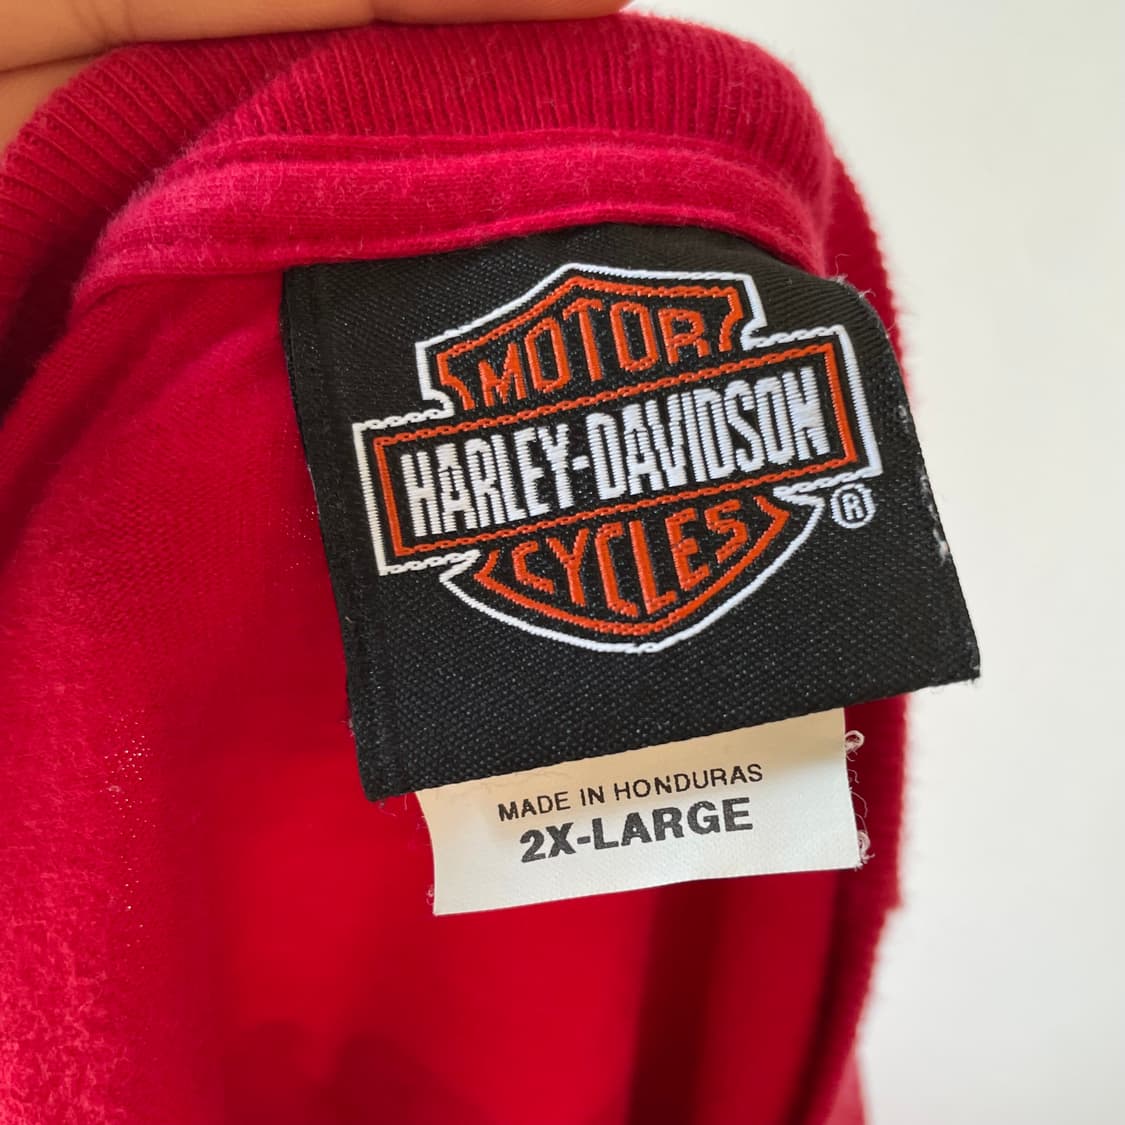 MOTOR
HARLEY-DAVIDSON
CYCLES
®
MADE IN HONDURAS
2X-LARGE